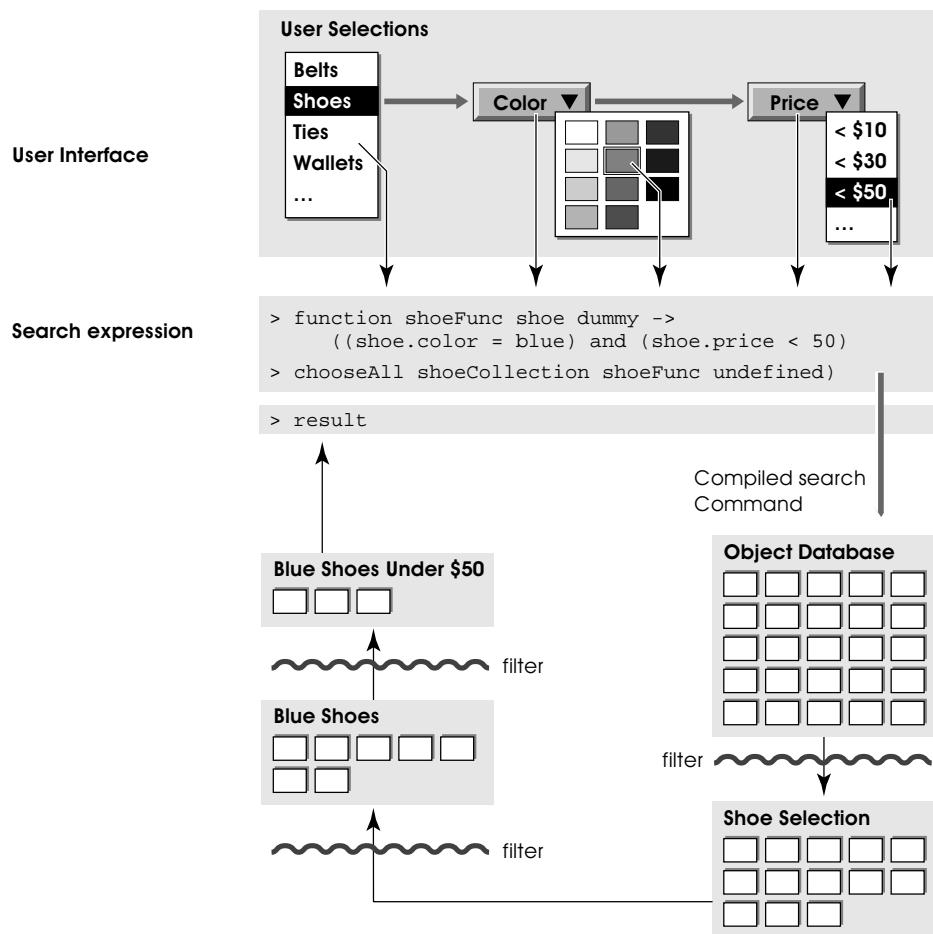 User Selections
Belts
Shoes
Ties
Wallets
...
Color
Price
< $10
< $30
< $50
...
User Interface
Search expression
> function shoeFunc shoe dummy ->
((shoe.color = blue) and (shoe.price < 50)
> chooseAll shoeCollection shoeFunc undefined)
> result
Compiled search
Command
Object Database
Blue Shoes Under $50
filter
Blue Shoes
filter
Shoe Selection
filter